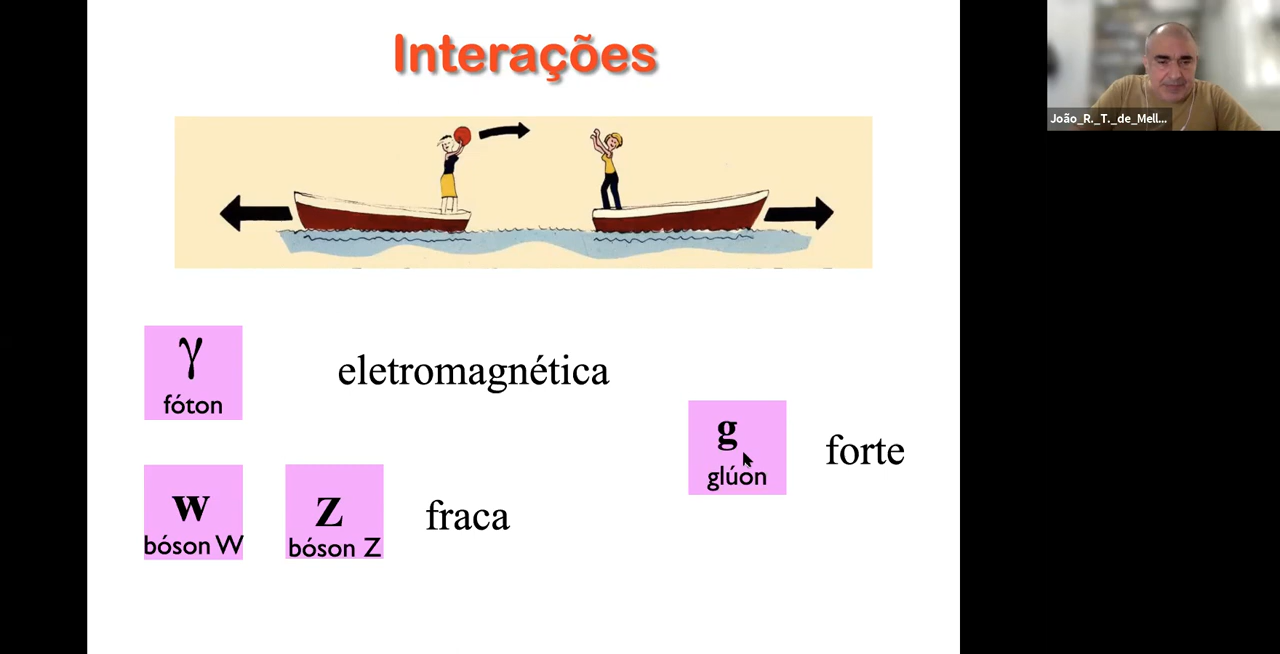 Interações
João_R._T._de_Mell...
γ
fóton
eletromagnética
g
glúon
forte
w
bóson W
z
bóson Z
fraca